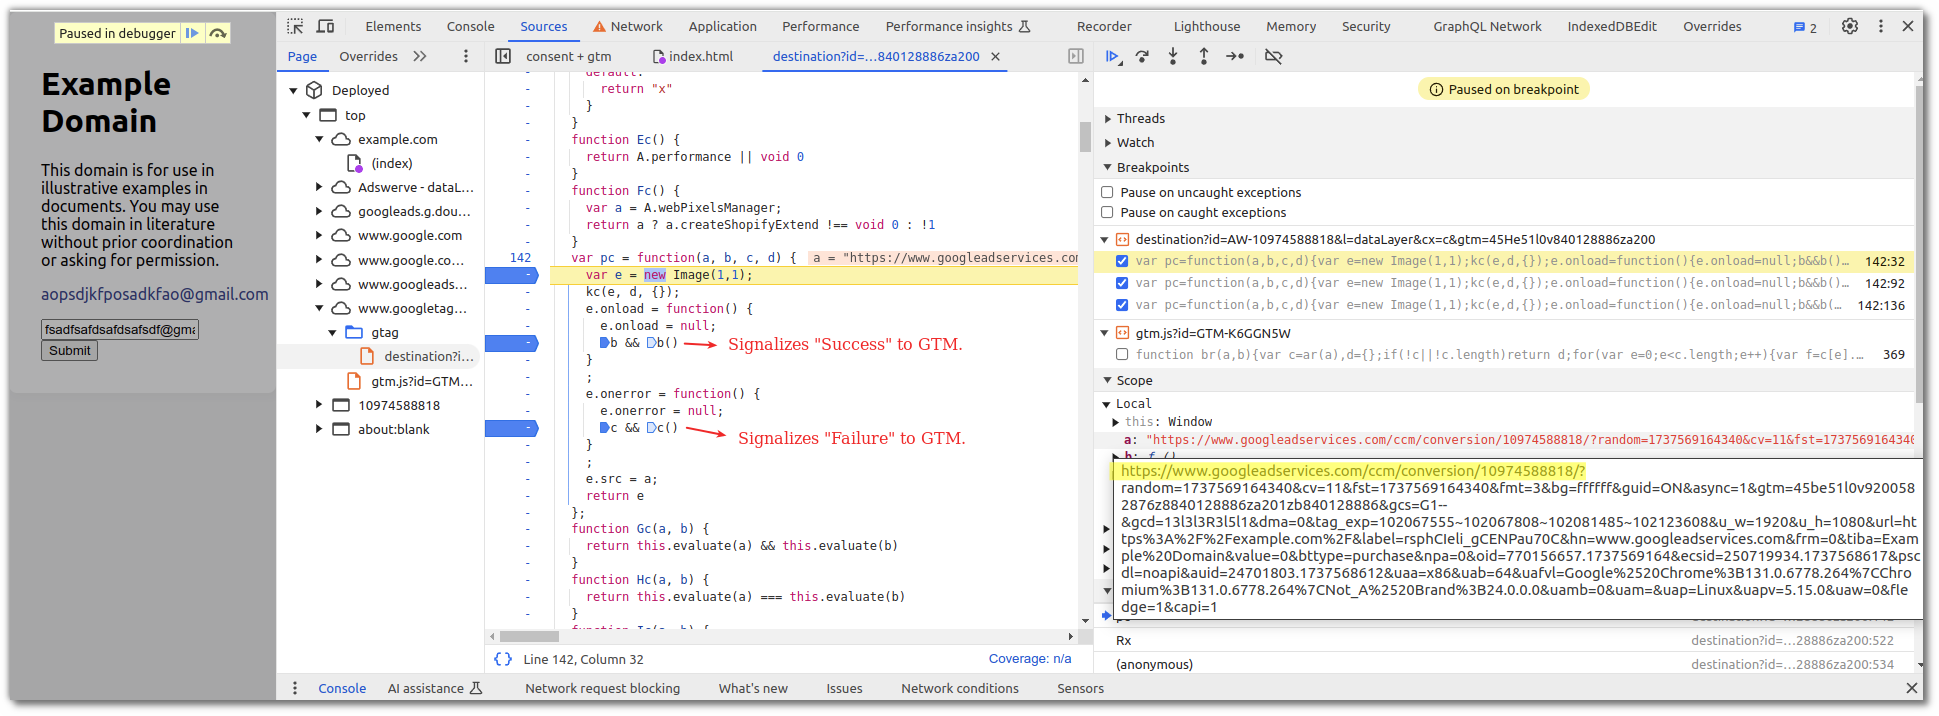 Paused in debugger
Example
Domain
This domain is for use in
illustrative examples in
documents. You may use
this domain in literature
without prior coordination
or asking for permission.
aopsdjkfposadkfao@gmail.com
fsadfsafdsafdsafsdf@gma
Submit
Elements Console Sources Network Application Performance Performance insights Recorder Lighthouse Memory Security GraphQL Network IndexedDBEdit Overrides 2
Page Overrides
Deployed
top
example.com
(index)
Adswerve - dataL...
googleads.g.dou...
www.google.com
www.google.co...
www.googleads...
www.googletag...
gtag
destination?i...
gtm.js?id=GTM...
10974588818
about:blank
consent + gtm index.html destination?id=...840128886za200
default:
return "x"
}
}
function Ec() {
return A.performance || void 0
}
function Fc() {
var a = A.webPixelsManager;
return a ? a.createShopifyExtend !== void 0 : !1
}
142 var pc = function(a, b, c, d) { a = "https://www.googleadservices.con
var e = new Image(1,1);
kc(e, d, {});
e.onload = function() {
e.onload = null;
b && b() Signalizes "Success" to GTM.
}
;
e.onerror = function() {
e.onerror = null;
c && c() Signalizes "Failure" to GTM.
}
;
e.src = a;
return e
};
function Gc(a, b) {
return this.evaluate(a) && this.evaluate(b)
}
function Hc(a, b) {
return this.evaluate(a) === this.evaluate(b)
}
{} Line 142, Column 32 Coverage: n/a
Paused on breakpoint
Threads
Watch
Breakpoints
Pause on uncaught exceptions
Pause on caught exceptions
destination?id=AW-10974588818&l=dataLayer&cx=c&gtm=45He51l0v840128886za200
var pc=function(a,b,c,d){var e=new Image(1,1);kc(e,d,{});e.onload=function(){e.onload=null;b&&b()... 142:32
var pc=function(a,b,c,d){var e=new Image(1,1);kc(e,d,{});e.onload=function(){e.onload=null;b&&b(... 142:92
var pc=function(a,b,c,d){var e=new Image(1,1);kc(e,d,{});e.onload=function(){e.onload=null;b&&b(... 142:136
gtm.js?id=GTM-K6GGN5W
function br(a,b){var c=ar(a),d={};if(!c||!c.length)return d;for(var e=0;e<c.length;e++){var f=c[e].... 369
Scope
Local
this: Window
a: "https://www.googleadservices.com/ccm/conversion/10974588818/?random=1737569164340&cv=11&fst=1737569164340
b: f ()
https://www.googleadservices.com/ccm/conversion/10974588818/?
random=1737569164340&cv=11&fst=1737569164340&fmt=3&bg=ffffff&guid=ON&async=1&gtm=45be51l0v920058
2876z8840128886za201zb840128886&gcs=G1--
&gcd=13l3l3R3l5l1&dma=0&tag_exp=102067555~102067808~102081485~102123608&u_w=1920&u_h=1080&url=ht
tps%3A%2F%2Fexample.com%2F&label=rsphCIeli_gCENPau70C&hn=www.googleadservices.com&frm=0&tiba=Exam
ple%20Domain&value=0&bttype=purchase&npa=0&oid=770156657.1737569164&ecsid=250719934.1737568617&psc
dl=noapi&auid=24701803.1737568612&uaa=x86&uab=64&uafvl=Google%2520Chrome%3B131.0.6778.264%7CChro
mium%3B131.0.6778.264%7CNot_A%2520Brand%3B24.0.0.0&uamb=0&uam=&uap=Linux&uapv=5.15.0&uaw=0&fle
dge=1&capi=1
Rx destination?id=...28886za200:522
(anonymous) destination?id=...28886za200:534
Console AI assistance Network request blocking What's new Issues Network conditions Sensors